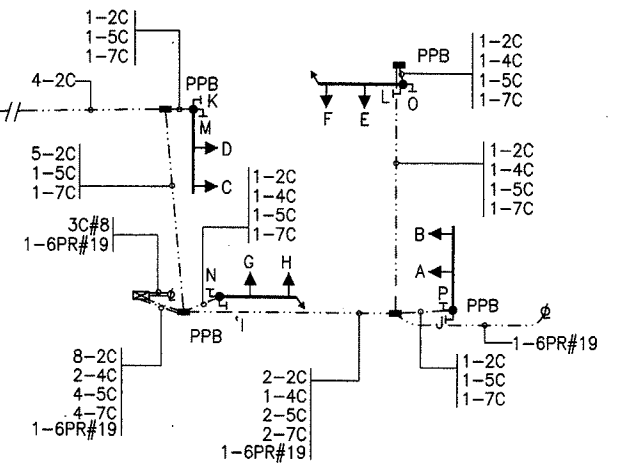 1-2C
1-5C
1-7C
4-2C
PPB
K
M
D
C
5-2C
1-5C
1-7C
3C#8
1-6PR#19
1-2C
1-4C
1-5C
1-7C
N
G
H
I
PPB
8-2C
2-4C
4-5C
4-7C
1-6PR#19
2-2C
1-4C
2-5C
2-7C
1-6PR#19
PPB
L
O
F
E
1-2C
1-4C
1-5C
1-7C
1-2C
1-4C
1-5C
1-7C
B
A
P
PPB
J
1-6PR#19
1-2C
1-5C
1-7C